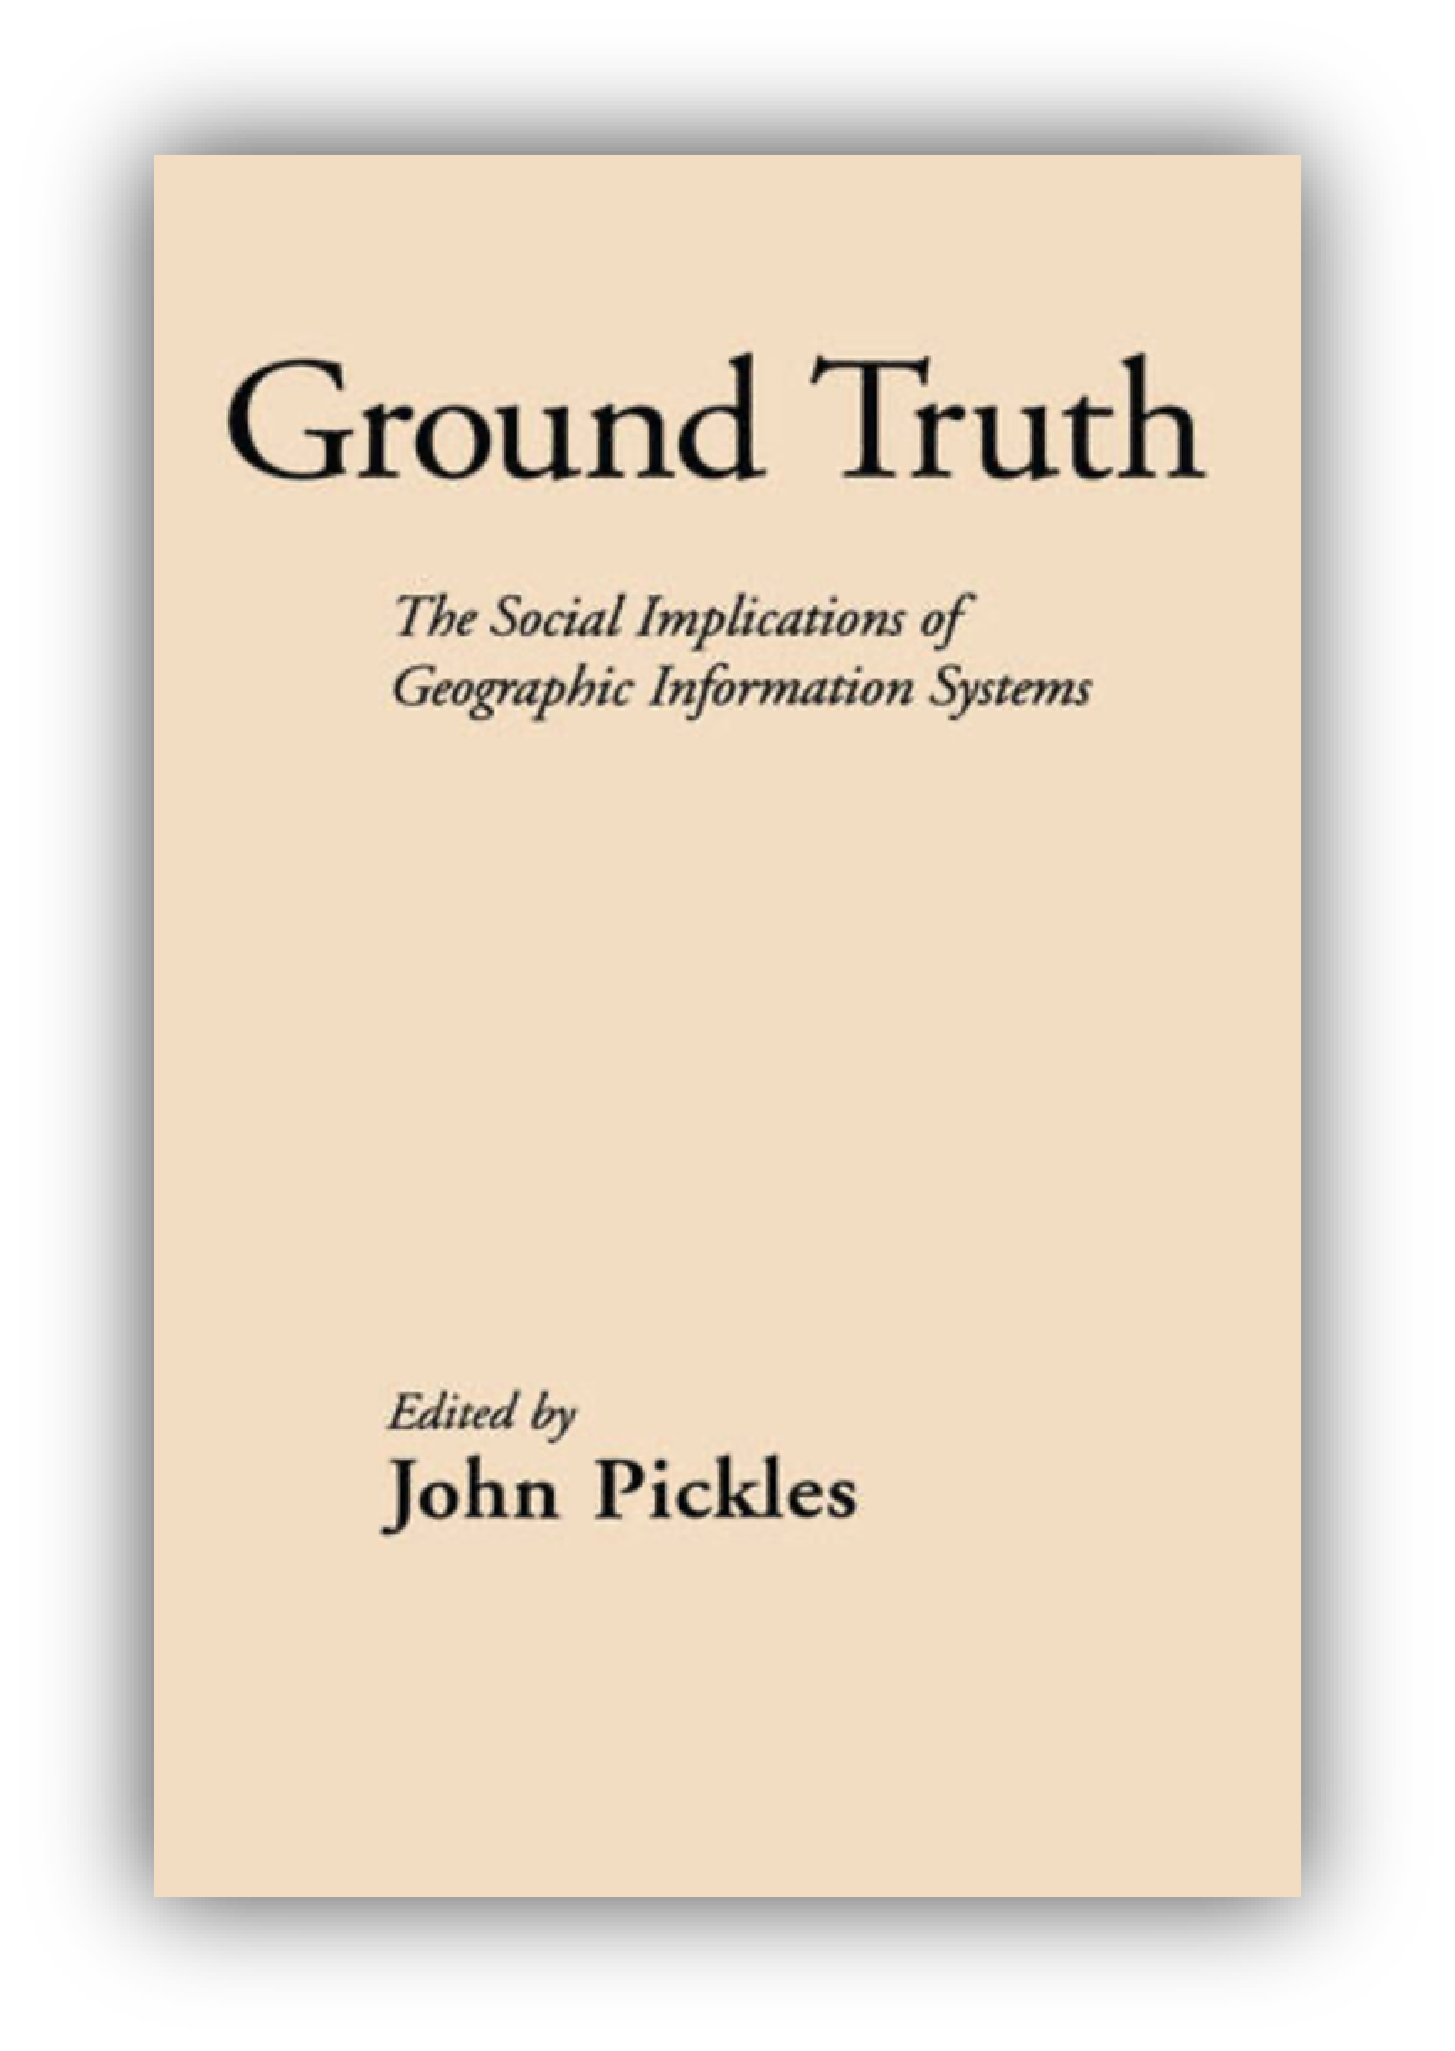 Ground Truth
The Social Implications of
Geographic Information Systems
Edited by
John Pickles